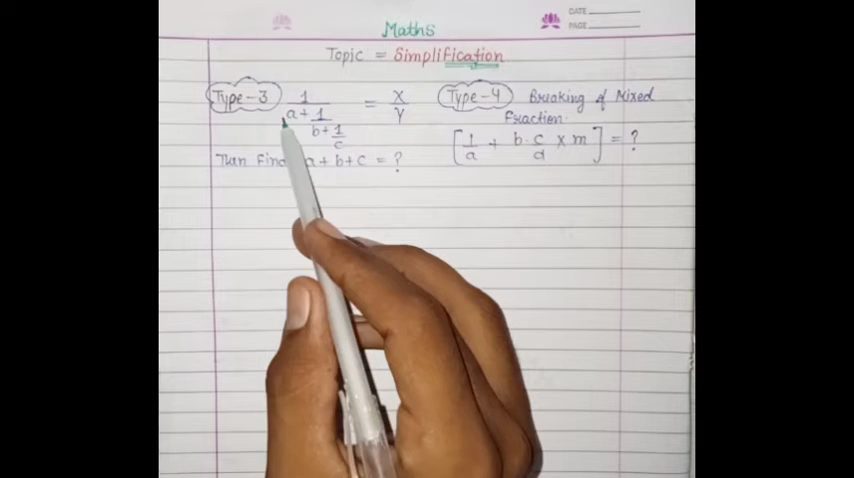 DATE
PAGE
Maths
Topic = Simplification
Type-3 1/(a+1/(b+1/c)) = X/Y
Then Find a+b+c = ?
Type-4 Breaking of Mixed
Fraction.
[1/a + b·c/d × m] = ?